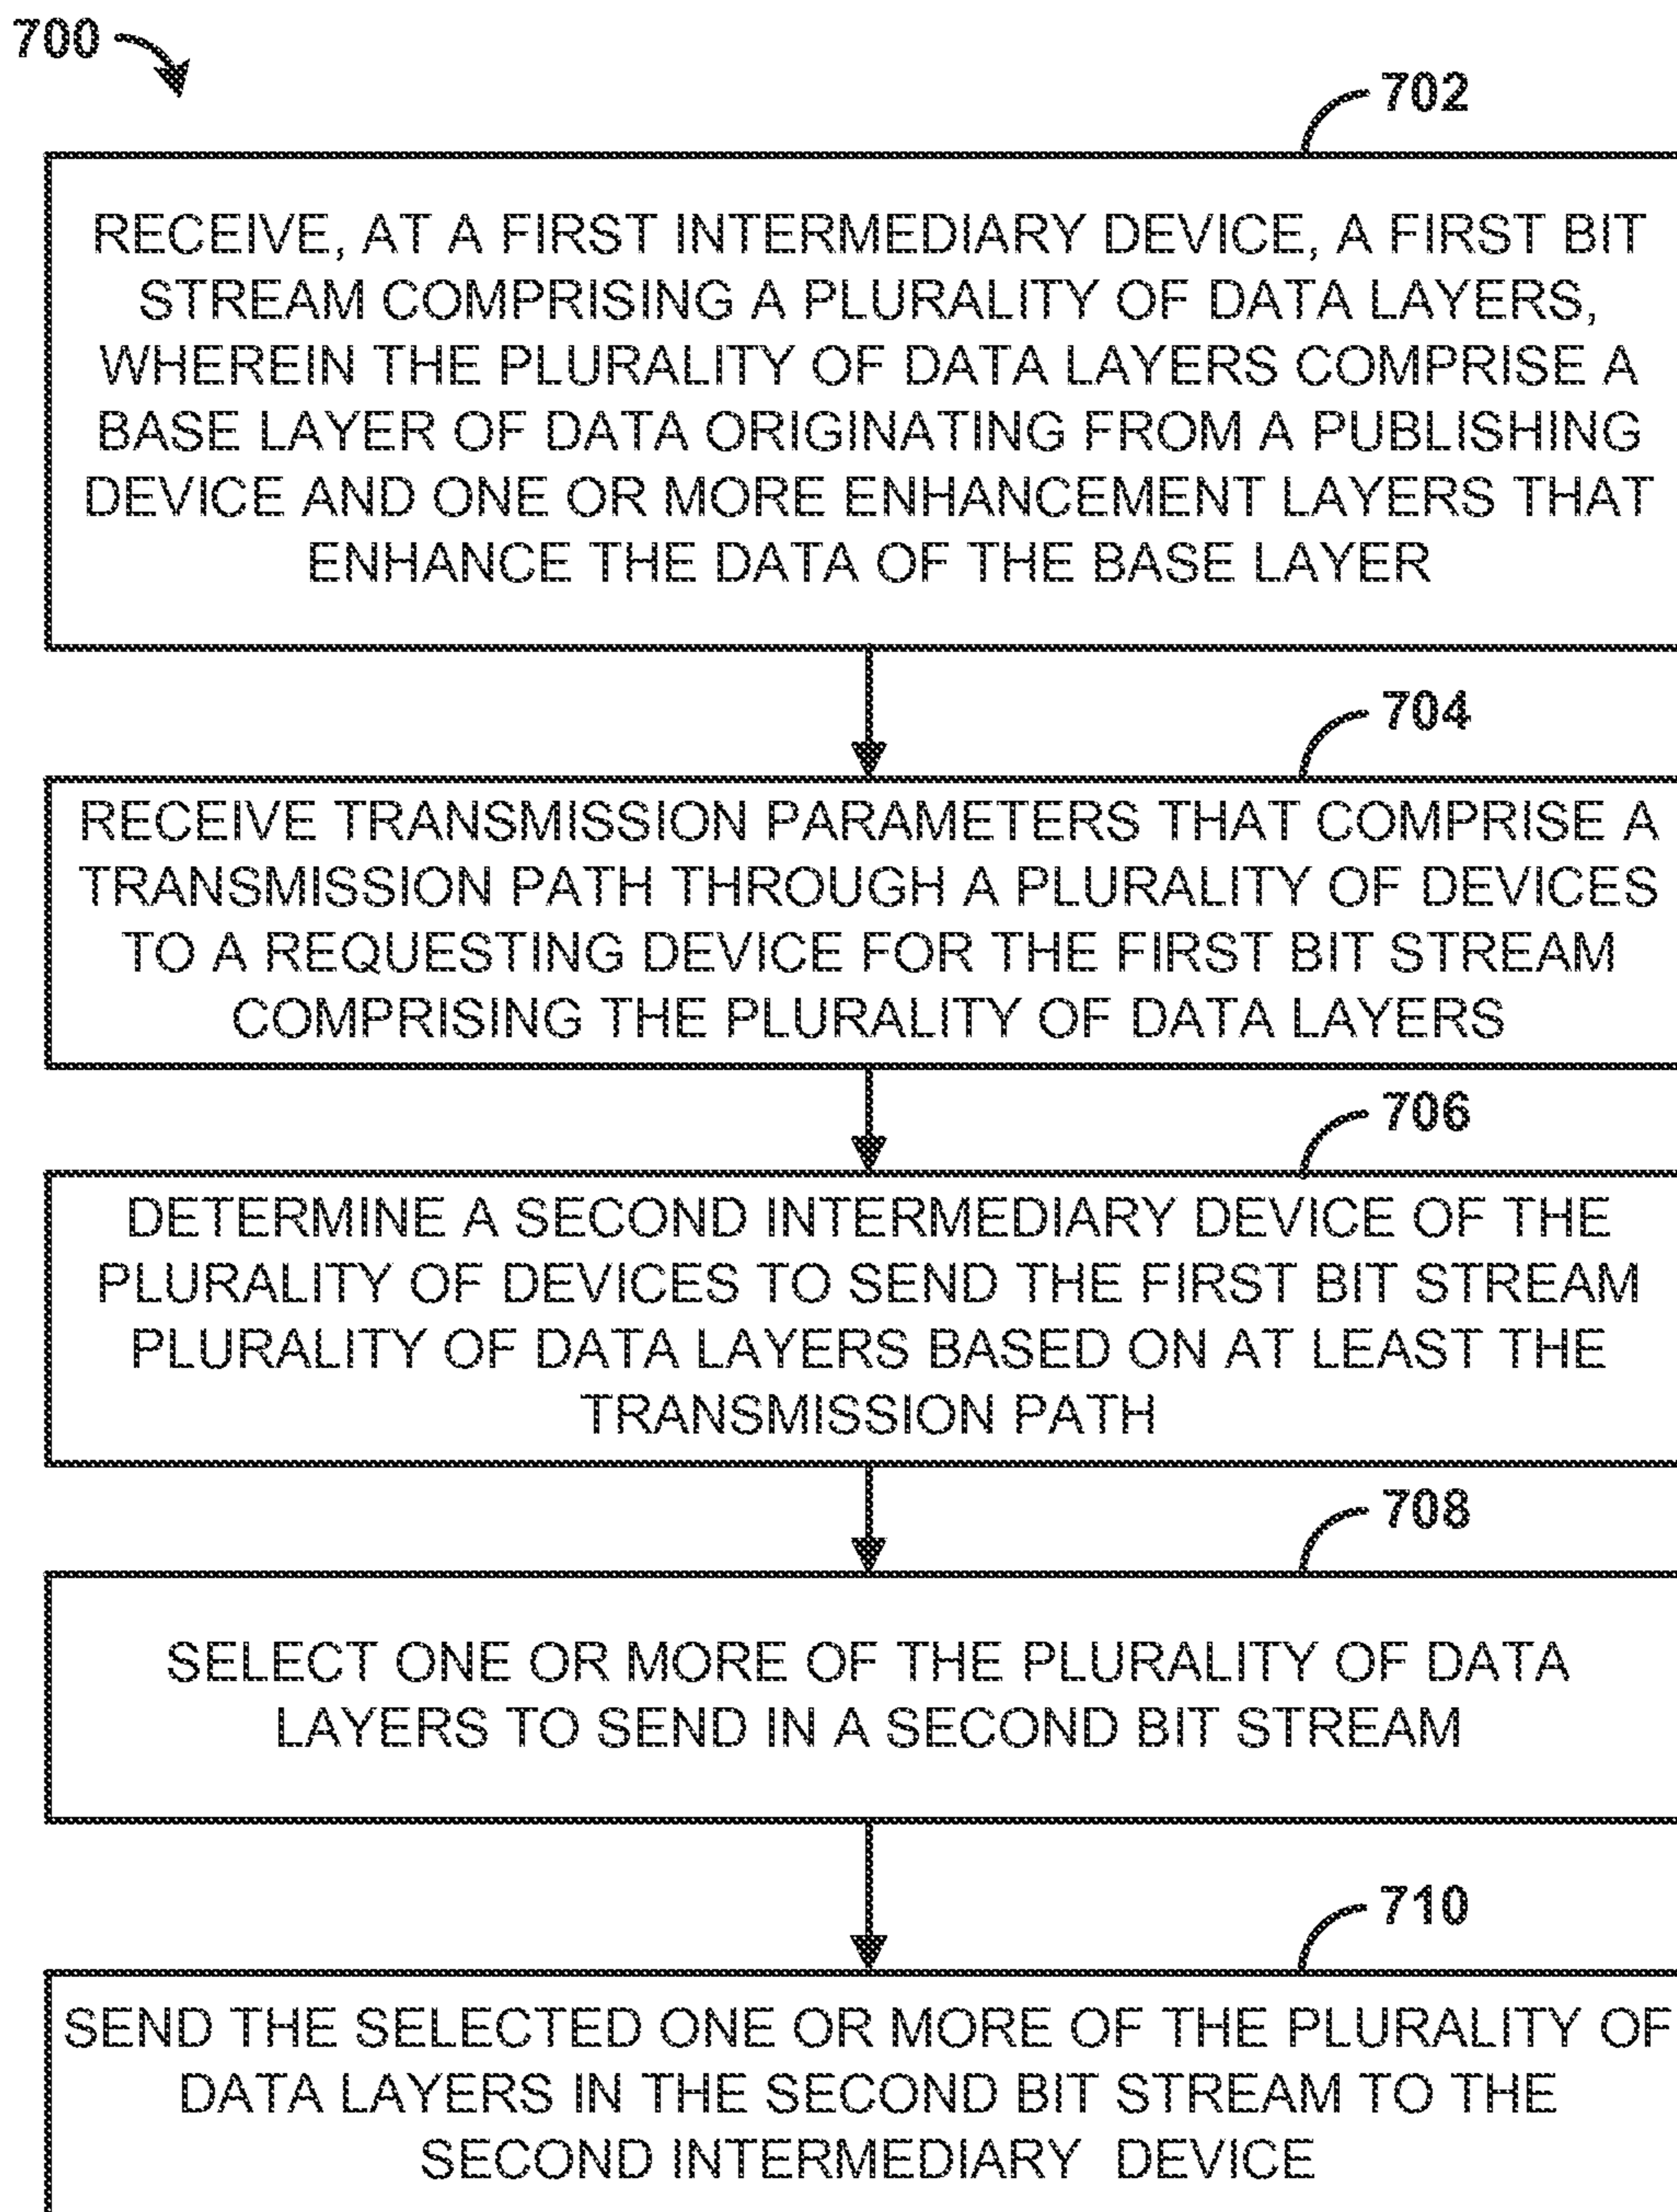 700
702
RECEIVE, AT A FIRST INTERMEDIARY DEVICE, A FIRST BIT
STREAM COMPRISING A PLURALITY OF DATA LAYERS,
WHEREIN THE PLURALITY OF DATA LAYERS COMPRISE A
BASE LAYER OF DATA ORIGINATING FROM A PUBLISHING
DEVICE AND ONE OR MORE ENHANCEMENT LAYERS THAT
ENHANCE THE DATA OF THE BASE LAYER
704
RECEIVE TRANSMISSION PARAMETERS THAT COMPRISE A
TRANSMISSION PATH THROUGH A PLURALITY OF DEVICES
TO A REQUESTING DEVICE FOR THE FIRST BIT STREAM
COMPRISING THE PLURALITY OF DATA LAYERS
706
DETERMINE A SECOND INTERMEDIARY DEVICE OF THE
PLURALITY OF DEVICES TO SEND THE FIRST BIT STREAM
PLURALITY OF DATA LAYERS BASED ON AT LEAST THE
TRANSMISSION PATH
708
SELECT ONE OR MORE OF THE PLURALITY OF DATA
LAYERS TO SEND IN A SECOND BIT STREAM
710
SEND THE SELECTED ONE OR MORE OF THE PLURALITY OF
DATA LAYERS IN THE SECOND BIT STREAM TO THE
SECOND INTERMEDIARY DEVICE